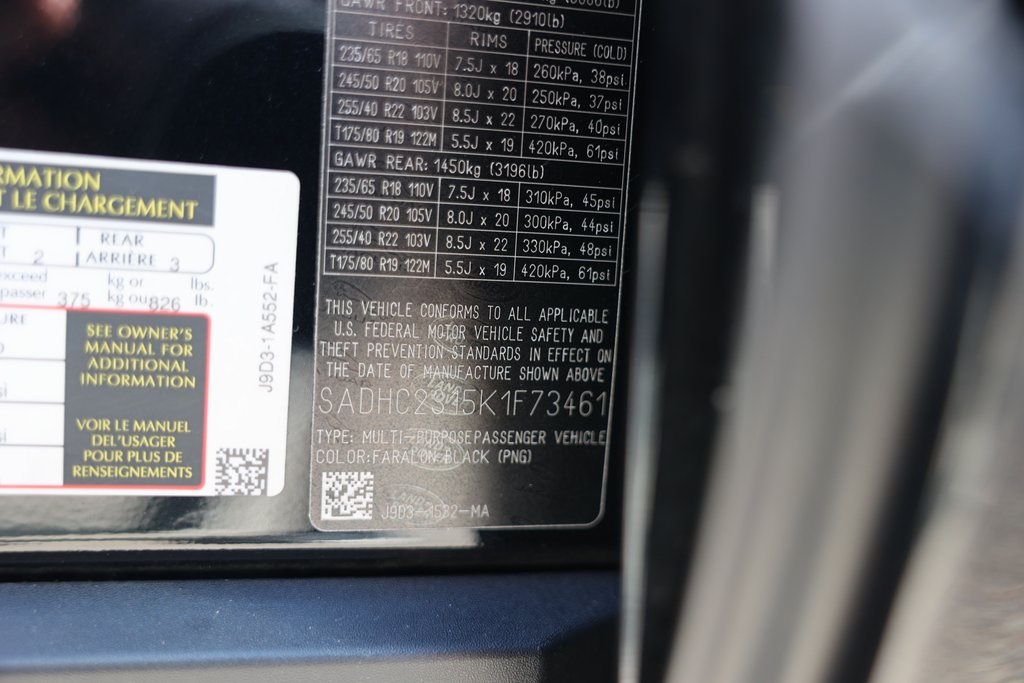 GAWR FRONT: 1320kg (2910lb)
TIRES RIMS PRESSURE (COLD)
235/65 R18 110V 7.5J x 18 260kPa, 38psi
245/50 R20 105V 8.0J x 20 250kPa, 37psi
255/40 R22 103V 8.5J x 22 270kPa, 40psi
T175/80 R19 122M 5.5J x 19 420kPa, 61psi
GAWR REAR: 1450kg (3196lb)
235/65 R18 110V 7.5J x 18 310kPa, 45psi
245/50 R20 105V 8.0J x 20 300kPa, 44psi
255/40 R22 103V 8.5J x 22 330kPa, 48psi
T175/80 R19 122M 5.5J x 19 420kPa, 61psi
THIS VEHICLE CONFORMS TO ALL APPLICABLE
U.S. FEDERAL MOTOR VEHICLE SAFETY AND
THEFT PREVENTION STANDARDS IN EFFECT ON
THE DATE OF MANUFACTURE SHOWN ABOVE
TYPE: MULTI-PURPOSEPASSENGER VEHICLE
COLOR:FARALON BLACK (PNG)
RMATION
T LE CHARGEMENT
2
REAR
ARRIÈRE 3
xceed kg or lbs.
passer 375 kg ou 826 lb.
URE
SEE OWNER'S
MANUAL FOR
ADDITIONAL
INFORMATION
VOIR LE MANUEL
DEL'USAGER
POUR PLUS DE
RENSEIGNEMENTS
J9D3-1A552-FA